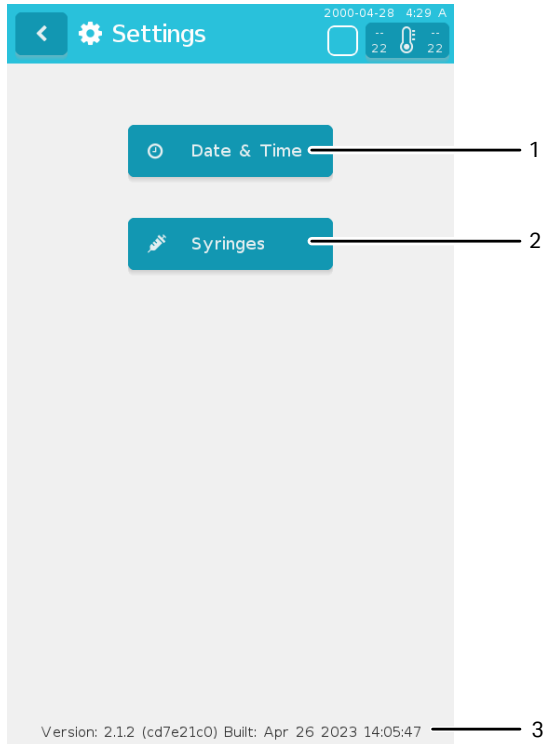 2000-04-28 4:29 A
Settings
-- --
22 22
Date & Time 1
Syringes 2
Version: 2.1.2 (cd7e21c0) Built: Apr 26 2023 14:05:47 3